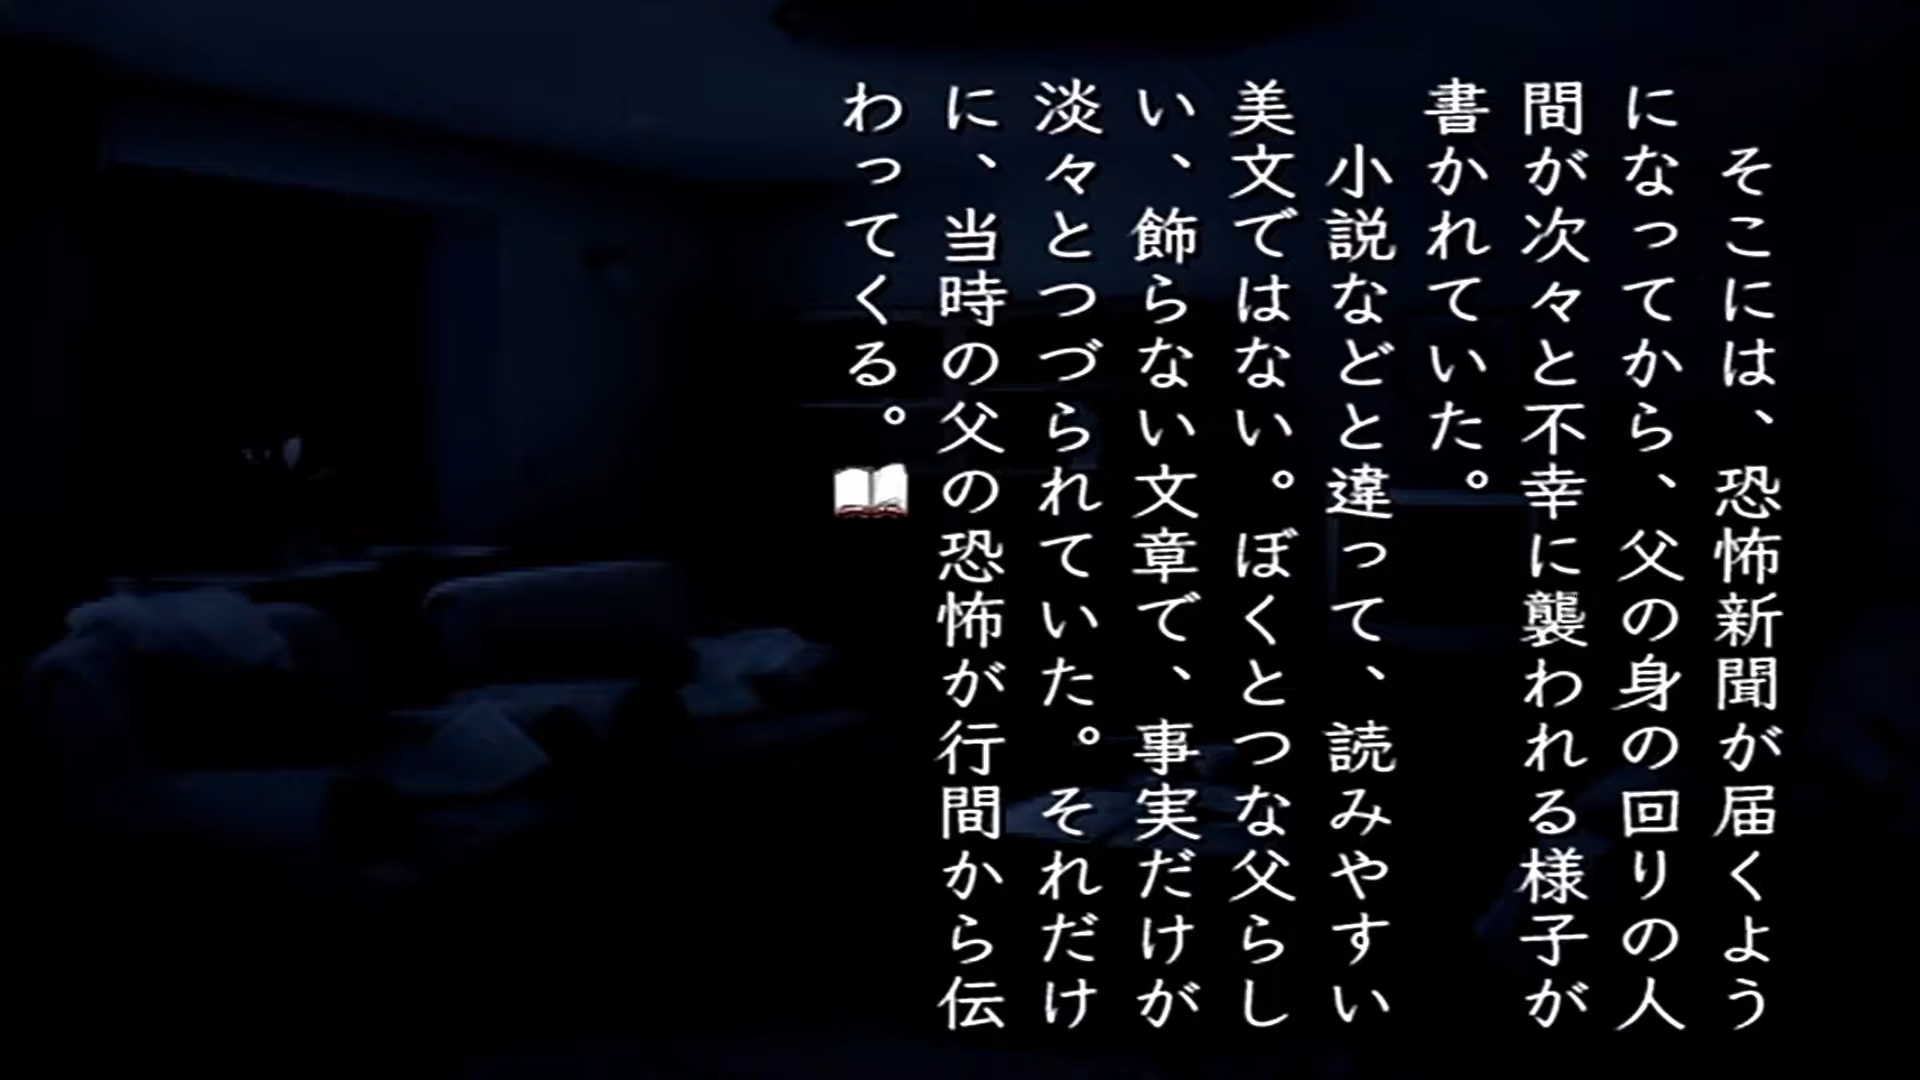 そこには、恐怖新聞が届くよう
になってから、父の身の回りの人
間が次々と不幸に襲われる様子が
書かれていた。
小説などと違って、読みやすい
美文ではない。ぼくとつな父らし
い、飾らない文章で、事実だけが
淡々とつづられていた。それだけ
に、当時の父の恐怖が行間から伝
わってくる。